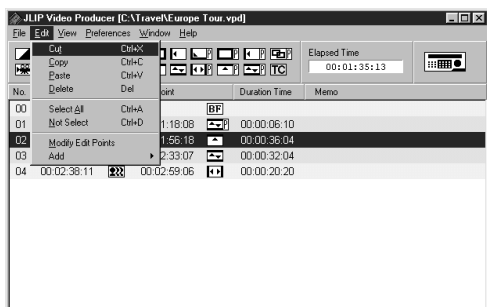 JLIP Video Producer [C:\Travel\Europe Tour.vpd]
File Edit View Preferences Window Help
Cut Ctrl+X
Copy Ctrl+C
Paste Ctrl+V
Delete Del
Select All Ctrl+A
Not Select Ctrl+D
Modify Edit Points
Add
P P P
P P TC
Elapsed Time
00:01:35:13
No. oint Duration Time Memo
00 BF
01 1:18:08 P 00:00:06:10
02 1:56:18 00:00:36:04
03 2:33:07 00:00:32:04
04 00:02:38:11 00:02:59:06 00:00:20:20